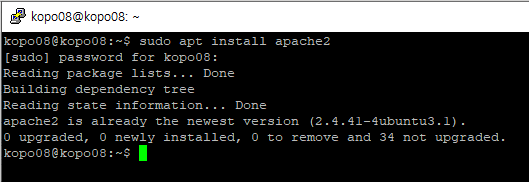 kopo08@kopo08: ~
kopo08@kopo08:~$ sudo apt install apache2
[sudo] password for kopo08:
Reading package lists... Done
Building dependency tree
Reading state information... Done
apache2 is already the newest version (2.4.41-4ubuntu3.1).
0 upgraded, 0 newly installed, 0 to remove and 34 not upgraded.
kopo08@kopo08:~$